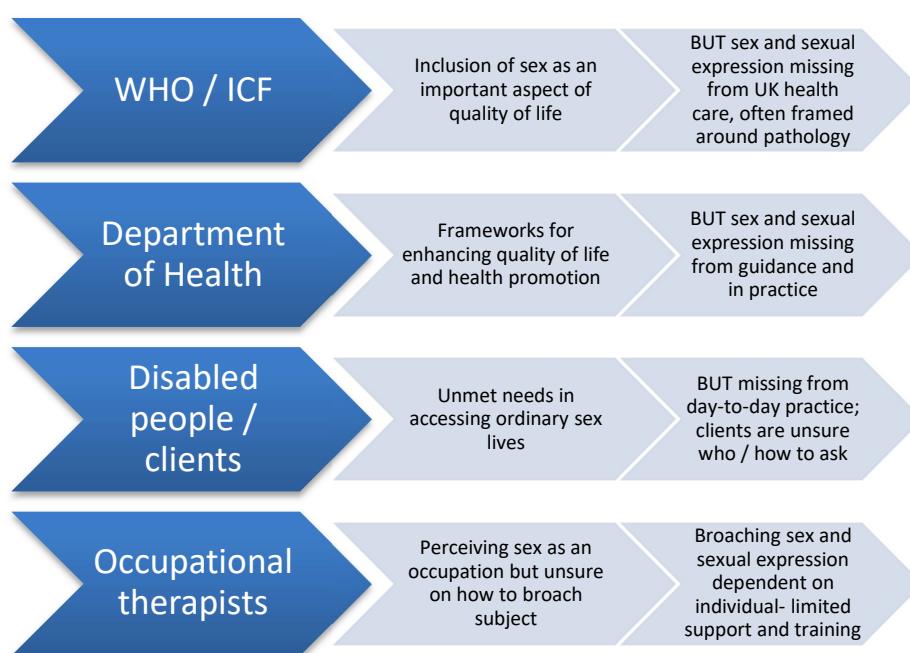 WHO / ICF
Inclusion of sex as an
important aspect of
quality of life
BUT sex and sexual
expression missing
from UK health
care, often framed
around pathology
Department
of Health
Frameworks for
enhancing quality of life
and health promotion
BUT sex and sexual
expression missing
from guidance and
in practice
Disabled
people /
clients
Unmet needs in
accessing ordinary sex
lives
BUT missing from
day-to-day practice;
clients are unsure
who / how to ask
Occupational
therapists
Perceiving sex as an
occupation but unsure
on how to broach
subject
Broaching sex and
sexual expression
dependent on
individual- limited
support and training